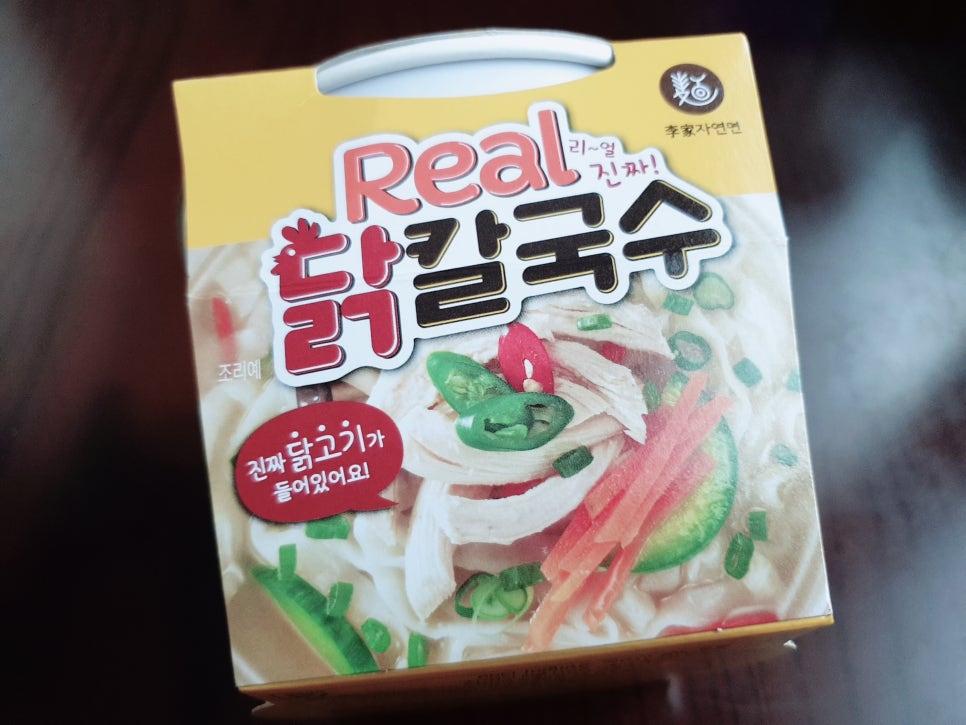 麵
李家자연면
Real
리~얼
진짜!
닭칼국수
조리예
진짜 닭고기가
들어있어요!